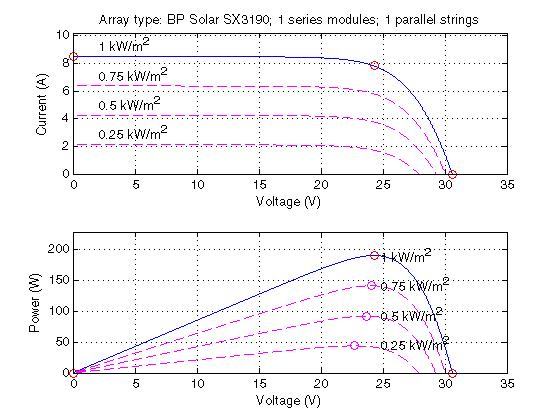 Array type: BP Solar SX3190; 1 series modules; 1 parallel strings
10
8
6
4
2
0
Current (A)
1 kW/m2
0.75 kW/m2
0.5 kW/m2
0.25 kW/m2
0 5 10 15 20 25 30 35
Voltage (V)
200
150
100
50
0
Power (W)
1 kW/m2
0.75 kW/m2
0.5 kW/m2
0.25 kW/m2
0 5 10 15 20 25 30 35
Voltage (V)